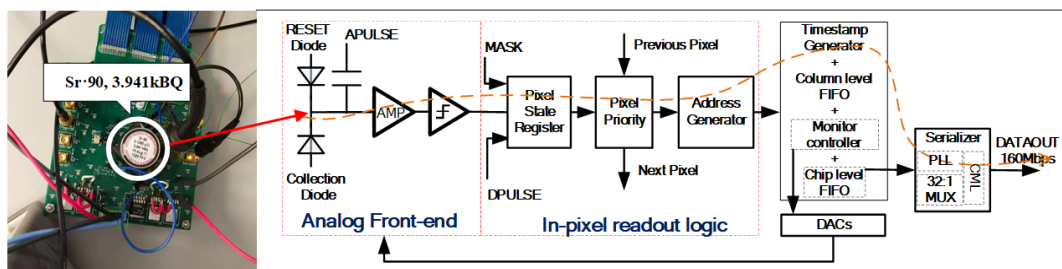 Sr-90, 3.941kBQ
RESET
Diode
APULSE
AMP
Collection
Diode
Analog Front-end
MASK
DPULSE
Pixel
State
Register
Previous Pixel
Pixel
Priority
Next Pixel
Address
Generator
In-pixel readout logic
Timestamp
Generator
+
Column level
FIFO
+
Monitor
controller
+
Chip level
FIFO
DACs
Serializer
PLL
32:1
MUX
CML
DATAOUT
160Mbps